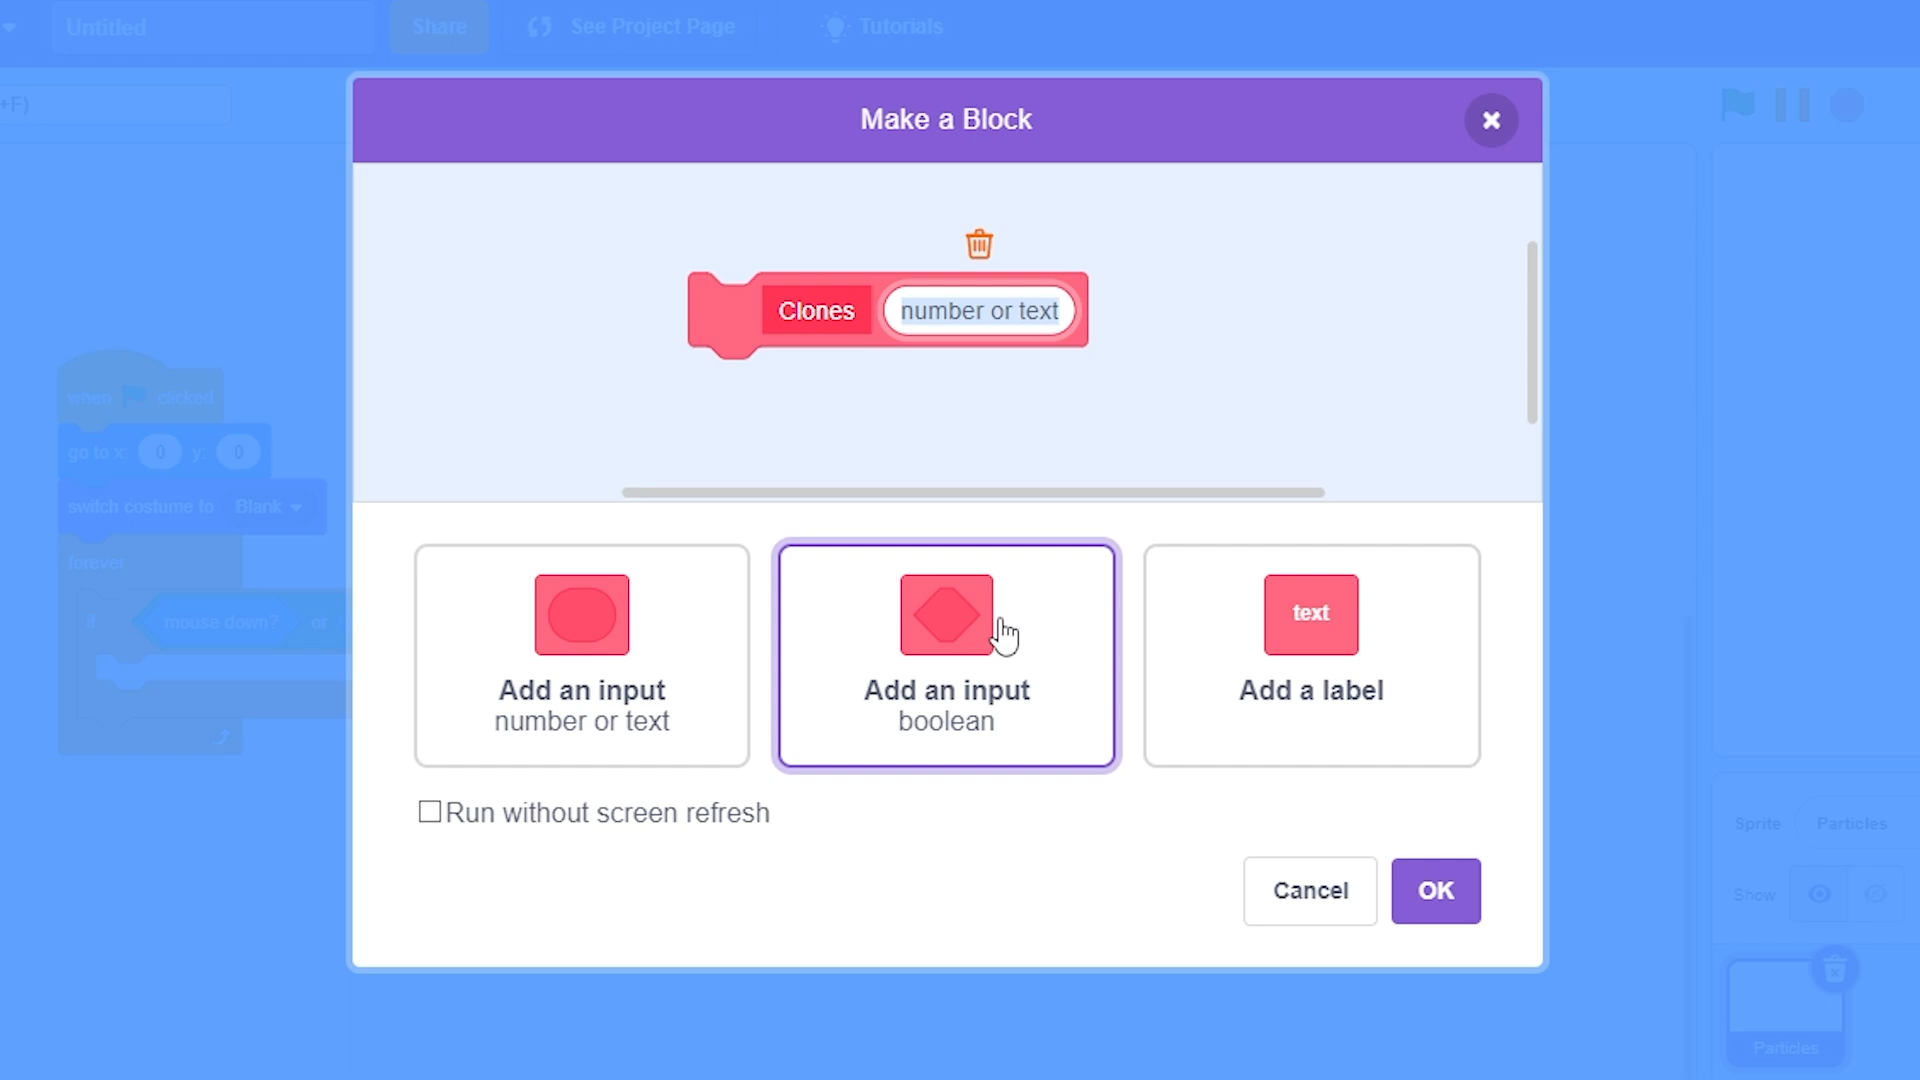 Untitled
Share
See Project Page
Tutorials
+F)
Make a Block
Clones
number or text
when clicked
go to x: 0 y: 0
switch costume to Blank
forever
if mouse down? or
Add an input
number or text
Add an input
boolean
text
Add a label
Run without screen refresh
Cancel
OK
Sprite
Particles
Show
Particles